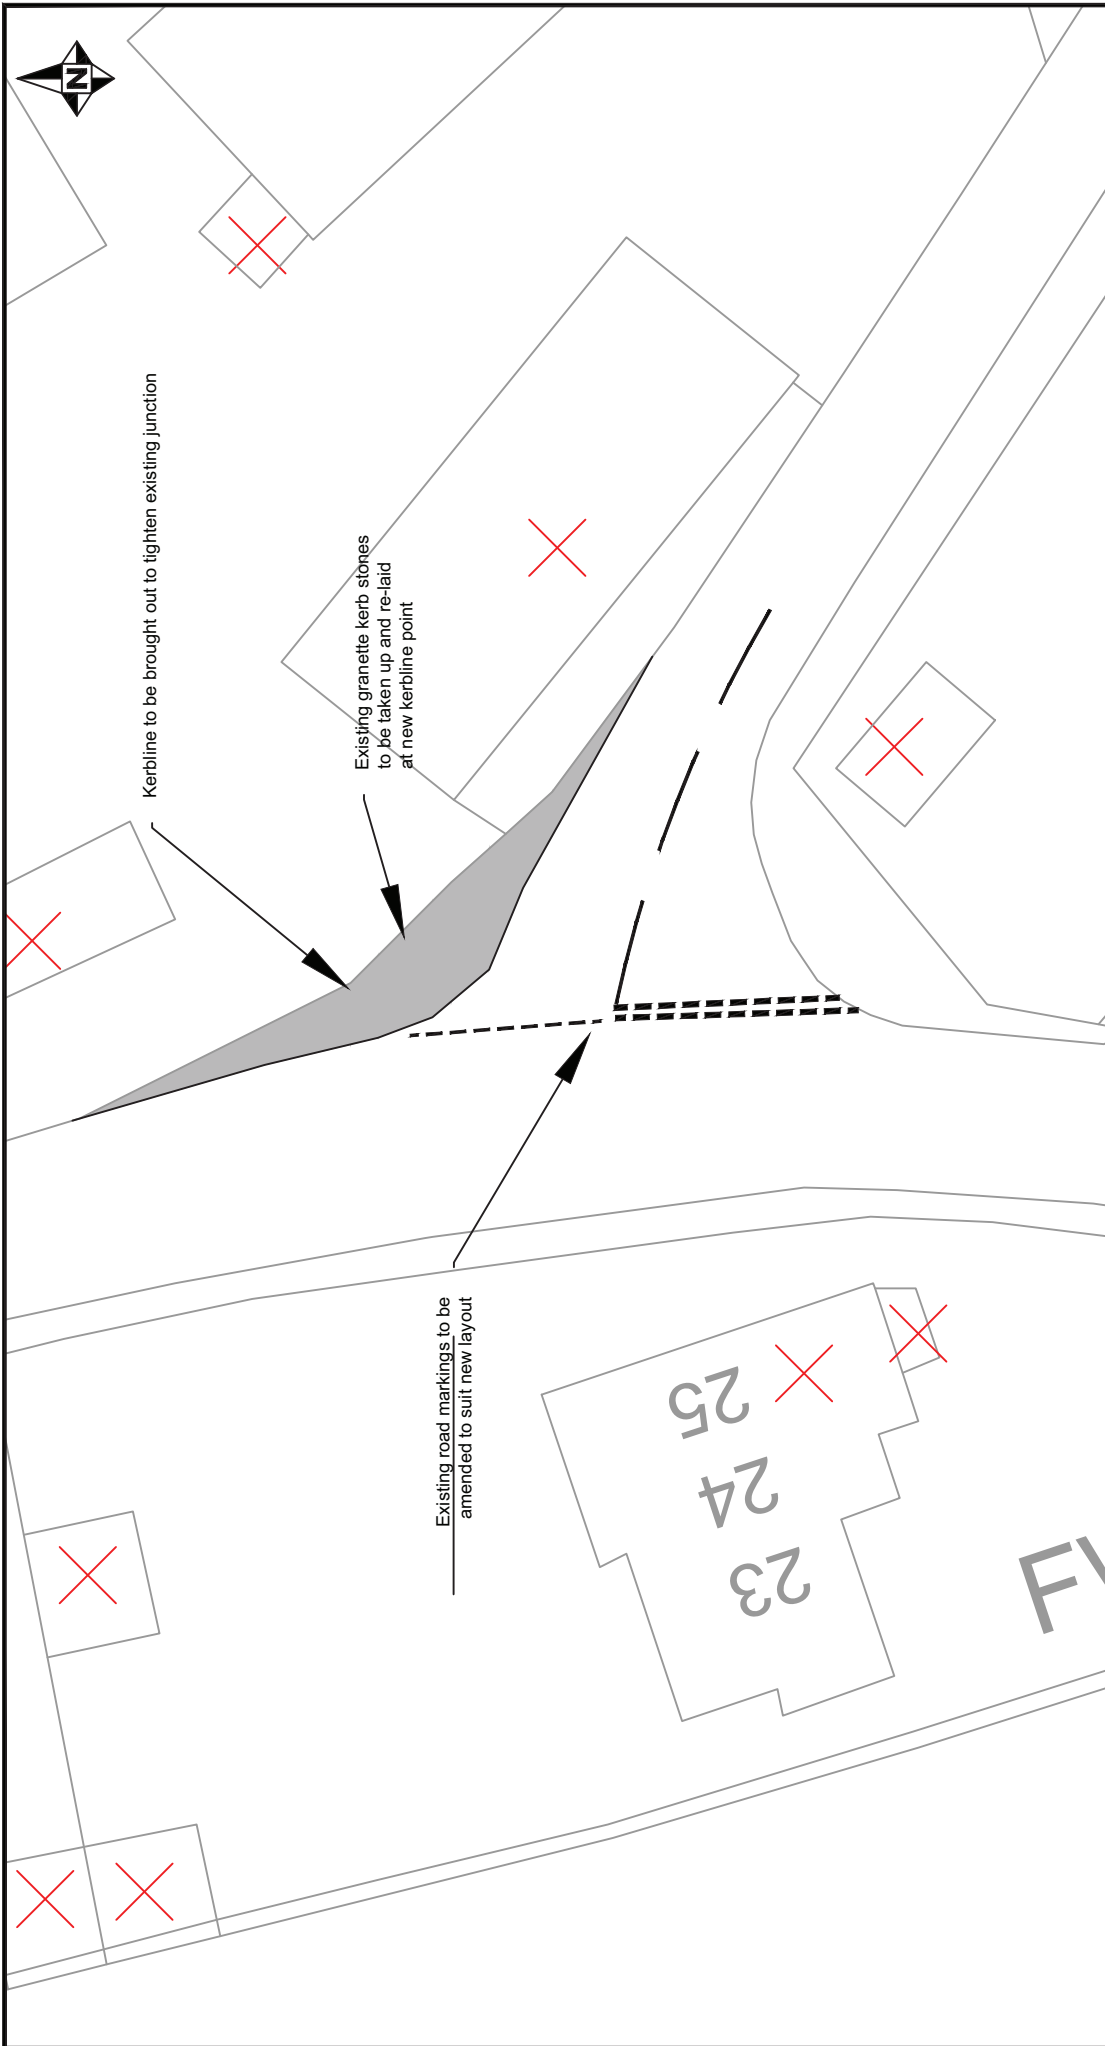 N
Kerbline to be brought out to tighten existing junction
Existing granette kerb stones
to be taken up and re-laid
at new kerbline point
Existing road markings to be
amended to suit new layout
25
24
23